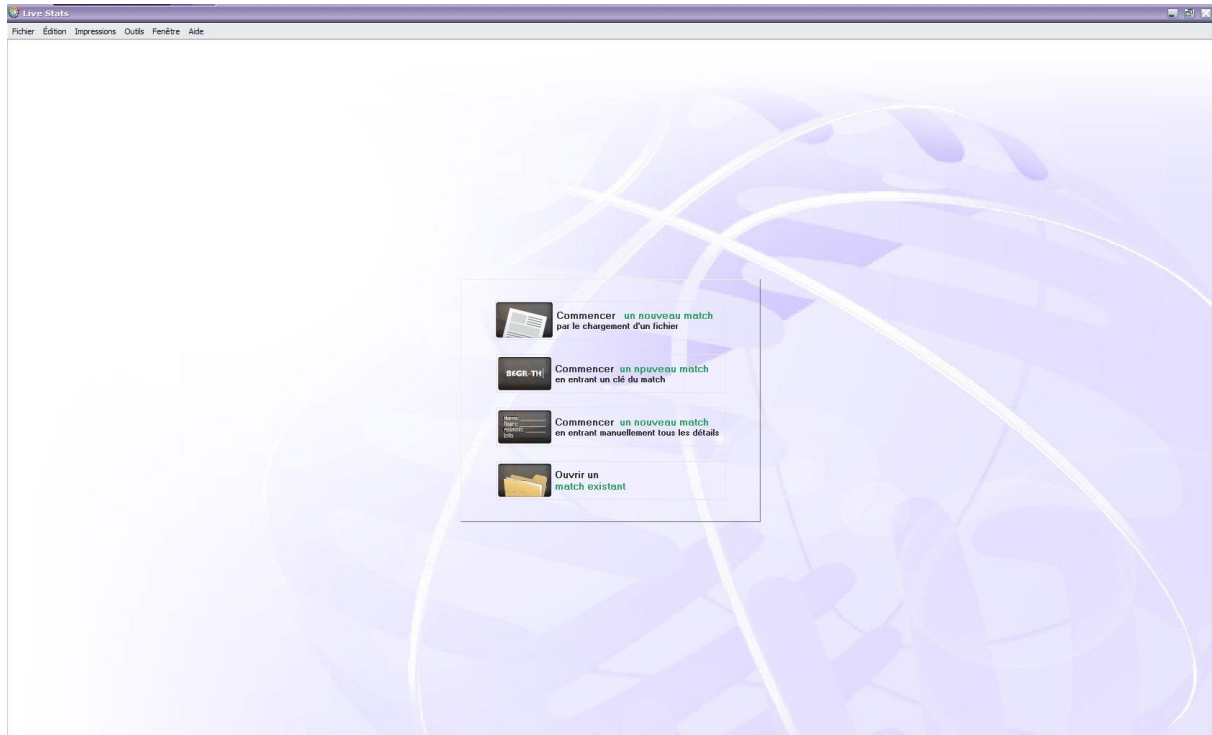 Live Stats
Fichier Édition Impressions Outils Fenêtre Aide
Commencer un nouveau match
par le chargement d'un fichier
BEGR-TH
Commencer un npuveau match
en entrant un clé du match
Commencer un nouveau match
en entrant manuellement tous les détails
Ouvrir un
match existant